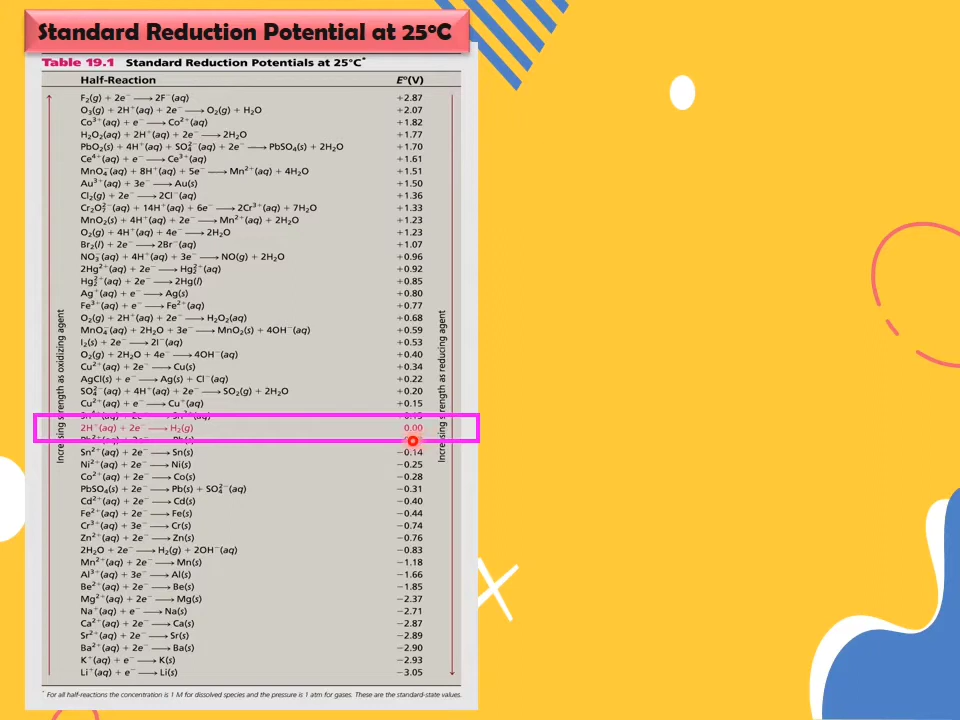 Standard Reduction Potential at 25°C
Table 19.1 Standard Reduction Potentials at 25°C*
Half-Reaction E°(V)
F₂(g) + 2e⁻ ⟶ 2F⁻(aq) +2.87
O₃(g) + 2H⁺(aq) + 2e⁻ ⟶ O₂(g) + H₂O +2.07
Co³⁺(aq) + e⁻ ⟶ Co²⁺(aq) +1.82
H₂O₂(aq) + 2H⁺(aq) + 2e⁻ ⟶ 2H₂O +1.77
PbO₂(s) + 4H⁺(aq) + SO₄²⁻(aq) + 2e⁻ ⟶ PbSO₄(s) + 2H₂O +1.70
Ce⁴⁺(aq) + e⁻ ⟶ Ce³⁺(aq) +1.61
MnO₄⁻(aq) + 8H⁺(aq) + 5e⁻ ⟶ Mn²⁺(aq) + 4H₂O +1.51
Au³⁺(aq) + 3e⁻ ⟶ Au(s) +1.50
Cl₂(g) + 2e⁻ ⟶ 2Cl⁻(aq) +1.36
Cr₂O₇²⁻(aq) + 14H⁺(aq) + 6e⁻ ⟶ 2Cr³⁺(aq) + 7H₂O +1.33
MnO₂(s) + 4H⁺(aq) + 2e⁻ ⟶ Mn²⁺(aq) + 2H₂O +1.23
O₂(g) + 4H⁺(aq) + 4e⁻ ⟶ 2H₂O +1.23
Br₂(l) + 2e⁻ ⟶ 2Br⁻(aq) +1.07
NO₃⁻(aq) + 4H⁺(aq) + 3e⁻ ⟶ NO(g) + 2H₂O +0.96
2Hg²⁺(aq) + 2e⁻ ⟶ Hg₂²⁺(aq) +0.92
Hg₂²⁺(aq) + 2e⁻ ⟶ 2Hg(l) +0.85
Ag⁺(aq) + e⁻ ⟶ Ag(s) +0.80
Fe³⁺(aq) + e⁻ ⟶ Fe²⁺(aq) +0.77
O₂(g) + 2H⁺(aq) + 2e⁻ ⟶ H₂O₂(aq) +0.68
MnO₄⁻(aq) + 2H₂O + 3e⁻ ⟶ MnO₂(s) + 4OH⁻(aq) +0.59
I₂(s) + 2e⁻ ⟶ 2I⁻(aq) +0.53
O₂(g) + 2H₂O + 4e⁻ ⟶ 4OH⁻(aq) +0.40
Cu²⁺(aq) + 2e⁻ ⟶ Cu(s) +0.34
AgCl(s) + e⁻ ⟶ Ag(s) + Cl⁻(aq) +0.22
SO₄²⁻(aq) + 4H⁺(aq) + 2e⁻ ⟶ SO₂(g) + 2H₂O +0.20
Cu²⁺(aq) + e⁻ ⟶ Cu⁺(aq) +0.15
2H⁺(aq) + 2e⁻ ⟶ H₂(g) 0.00
Sn²⁺(aq) + 2e⁻ ⟶ Sn(s) −0.14
Ni²⁺(aq) + 2e⁻ ⟶ Ni(s) −0.25
Co²⁺(aq) + 2e⁻ ⟶ Co(s) −0.28
PbSO₄(s) + 2e⁻ ⟶ Pb(s) + SO₄²⁻(aq) −0.31
Cd²⁺(aq) + 2e⁻ ⟶ Cd(s) −0.40
Fe²⁺(aq) + 2e⁻ ⟶ Fe(s) −0.44
Cr³⁺(aq) + 3e⁻ ⟶ Cr(s) −0.74
Zn²⁺(aq) + 2e⁻ ⟶ Zn(s) −0.76
2H₂O + 2e⁻ ⟶ H₂(g) + 2OH⁻(aq) −0.83
Mn²⁺(aq) + 2e⁻ ⟶ Mn(s) −1.18
Al³⁺(aq) + 3e⁻ ⟶ Al(s) −1.66
Be²⁺(aq) + 2e⁻ ⟶ Be(s) −1.85
Mg²⁺(aq) + 2e⁻ ⟶ Mg(s) −2.37
Na⁺(aq) + e⁻ ⟶ Na(s) −2.71
Ca²⁺(aq) + 2e⁻ ⟶ Ca(s) −2.87
Sr²⁺(aq) + 2e⁻ ⟶ Sr(s) −2.89
Ba²⁺(aq) + 2e⁻ ⟶ Ba(s) −2.90
K⁺(aq) + e⁻ ⟶ K(s) −2.93
Li⁺(aq) + e⁻ ⟶ Li(s) −3.05
Increasing strength as oxidizing agent
Increasing strength as reducing agent
* For all half-reactions the concentration is 1 M for dissolved species and the pressure is 1 atm for gases. These are the standard-state values.